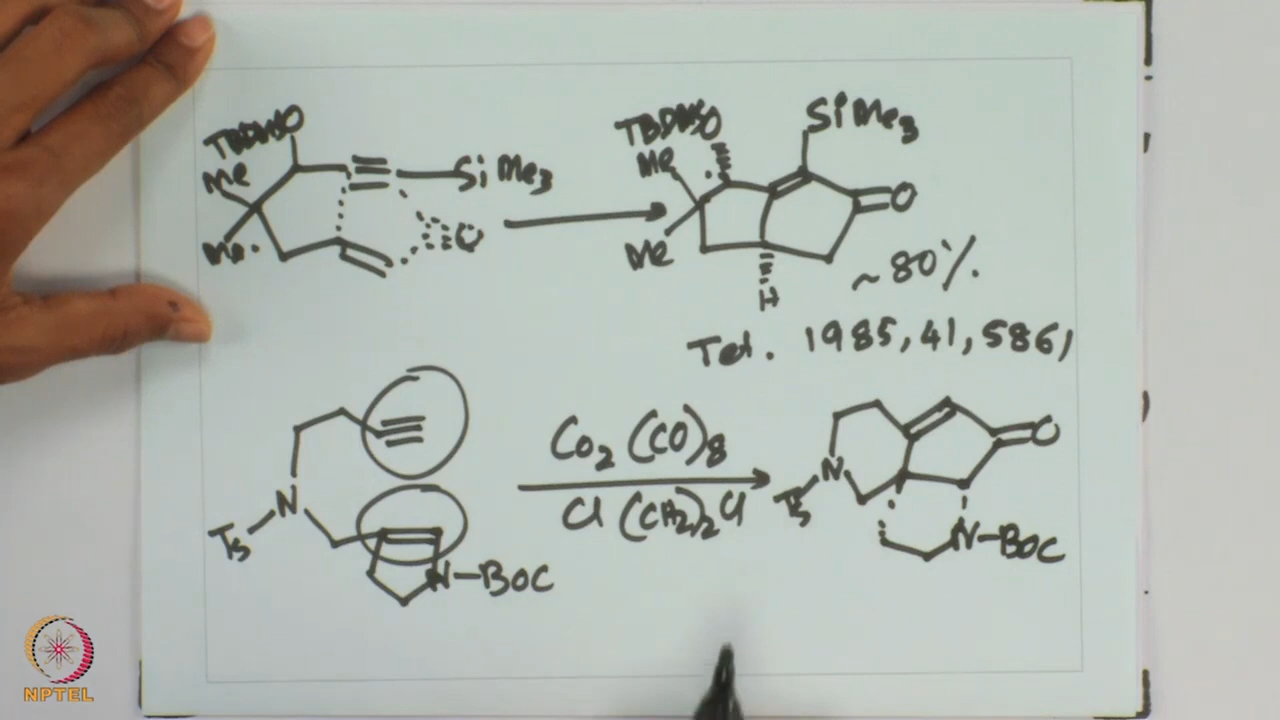 TBDMSO
Me
Me
SiMe3
O
TBDMSO
Me
Me
SiMe3
O
H
~80%
Tet. 1985, 41, 5861
N
Ts
N-BOC
Co2(CO)8
Cl(CH2)2Cl
O
N
Ts
N-BOC
NPTEL